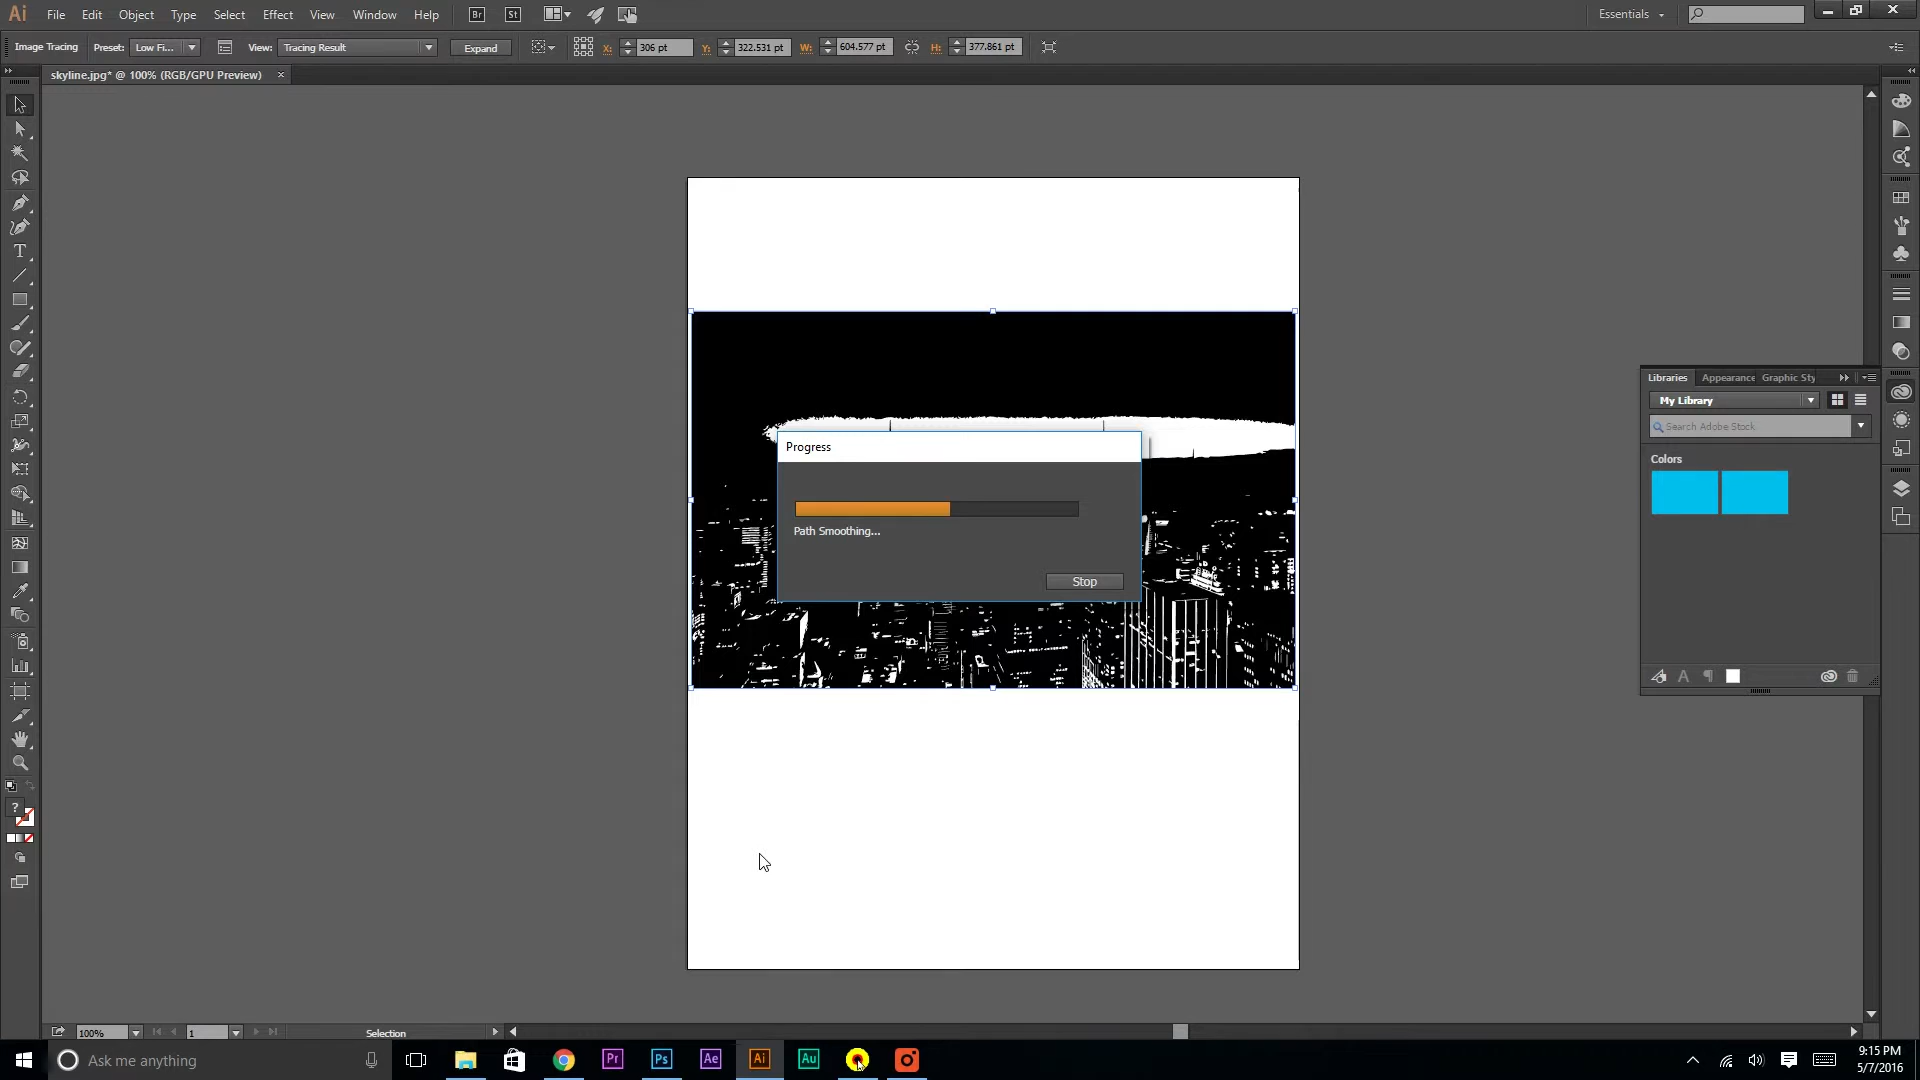 Ai File Edit Object Type Select Effect View Window Help Br St Essentials
Image Tracing Preset: Low Fi... View: Tracing Result Expand X: 306 pt Y: 322.531 pt W: 604.577 pt H: 377.861 pt
skyline.jpg* @ 100% (RGB/GPU Preview) ×
T
Libraries Appearance Graphic Sty
My Library
Search Adobe Stock
Colors
Progress
Path Smoothing...
Stop
?
100% 1 Selection
Ask me anything Pr Ps Ae Ai Au
9:15 PM
5/7/2016